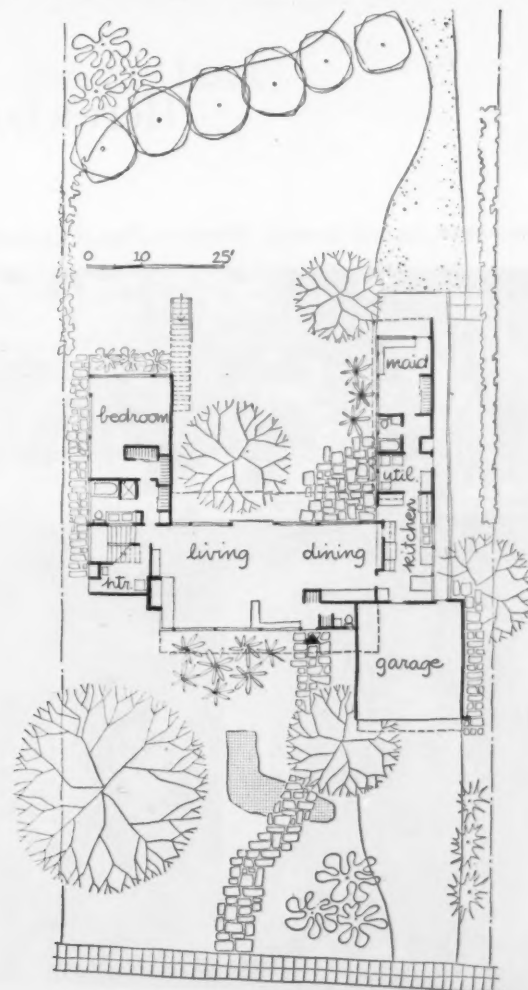 0 10 25'
maid
bedroom
util.
kitchen
living dining
htr.
garage